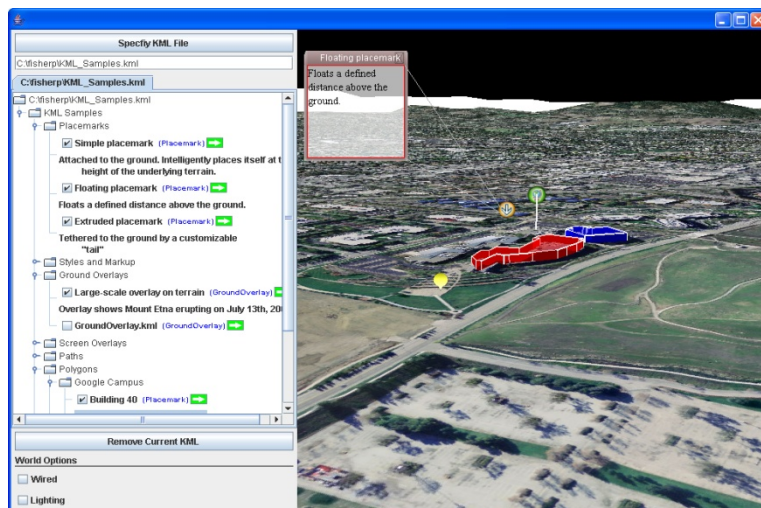 Specfiy KML File
C:\fisherp\KML_Samples.kml
C:\fisherp\KML_Samples.kml
C:\fisherp\KML_Samples.kml
KML Samples
Placemarks
Simple placemark (Placemark)
Attached to the ground. Intelligently places itself at t
height of the underlying terrain.
Floating placemark (Placemark)
Floats a defined distance above the ground.
Extruded placemark (Placemark)
Tethered to the ground by a customizable
"tail"
Styles and Markup
Ground Overlays
Large-scale overlay on terrain (GroundOverlay)
Overlay shows Mount Etna erupting on July 13th, 20
GroundOverlay.kml (GroundOverlay)
Screen Overlays
Paths
Polygons
Google Campus
Building 40 (Placemark)
Remove Current KML
World Options
Wired
Lighting
Floating placemark
Floats a defined
distance above the
ground.